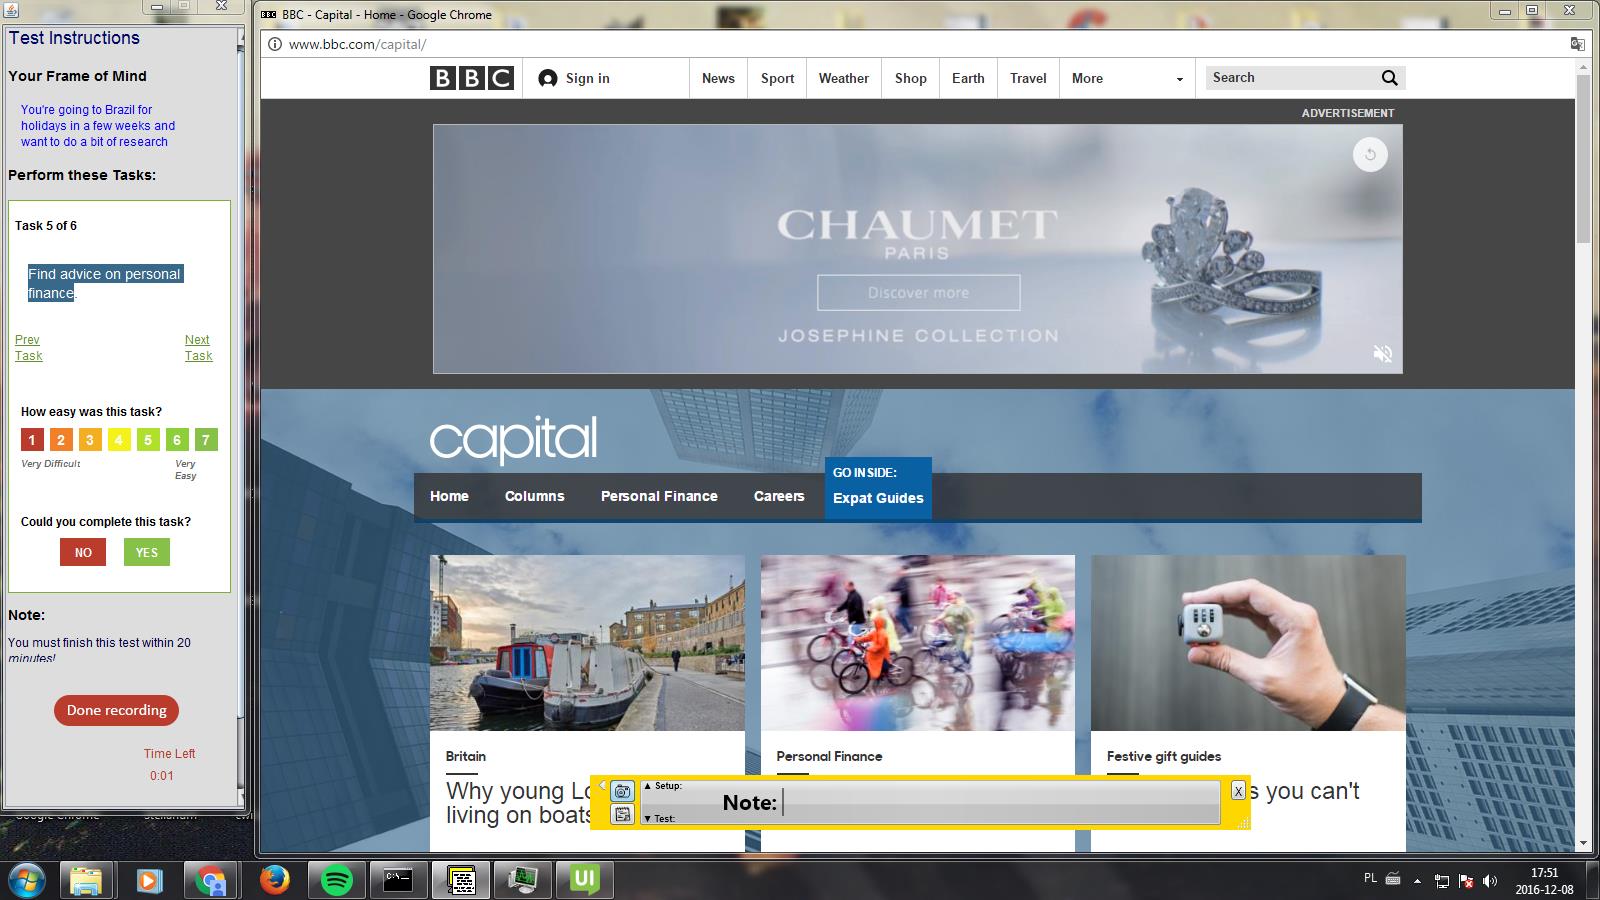 Test Instructions
Your Frame of Mind
You're going to Brazil for
holidays in a few weeks and
want to do a bit of research
Perform these Tasks:
Task 5 of 6
Find advice on personal
finance.
Prev
Task
Next
Task
How easy was this task?
1 2 3 4 5 6 7
Very Difficult
Very
Easy
Could you complete this task?
NO YES
Note:
You must finish this test within 20
minutes!
Done recording
Time Left
0:01
BBC - Capital - Home - Google Chrome
www.bbc.com/capital/
BBC Sign in News Sport Weather Shop Earth Travel More Search
ADVERTISEMENT
CHAUMET
PARIS
Discover more
JOSEPHINE COLLECTION
capital
GO INSIDE:
Home Columns Personal Finance Careers Expat Guides
Britain
Why young Lo
living on boats
Personal Finance
Festive gift guides
s you can't
Setup:
Note:
Test:
X
Google Chrome
stellarium
UI
PL
17:51
2016-12-08